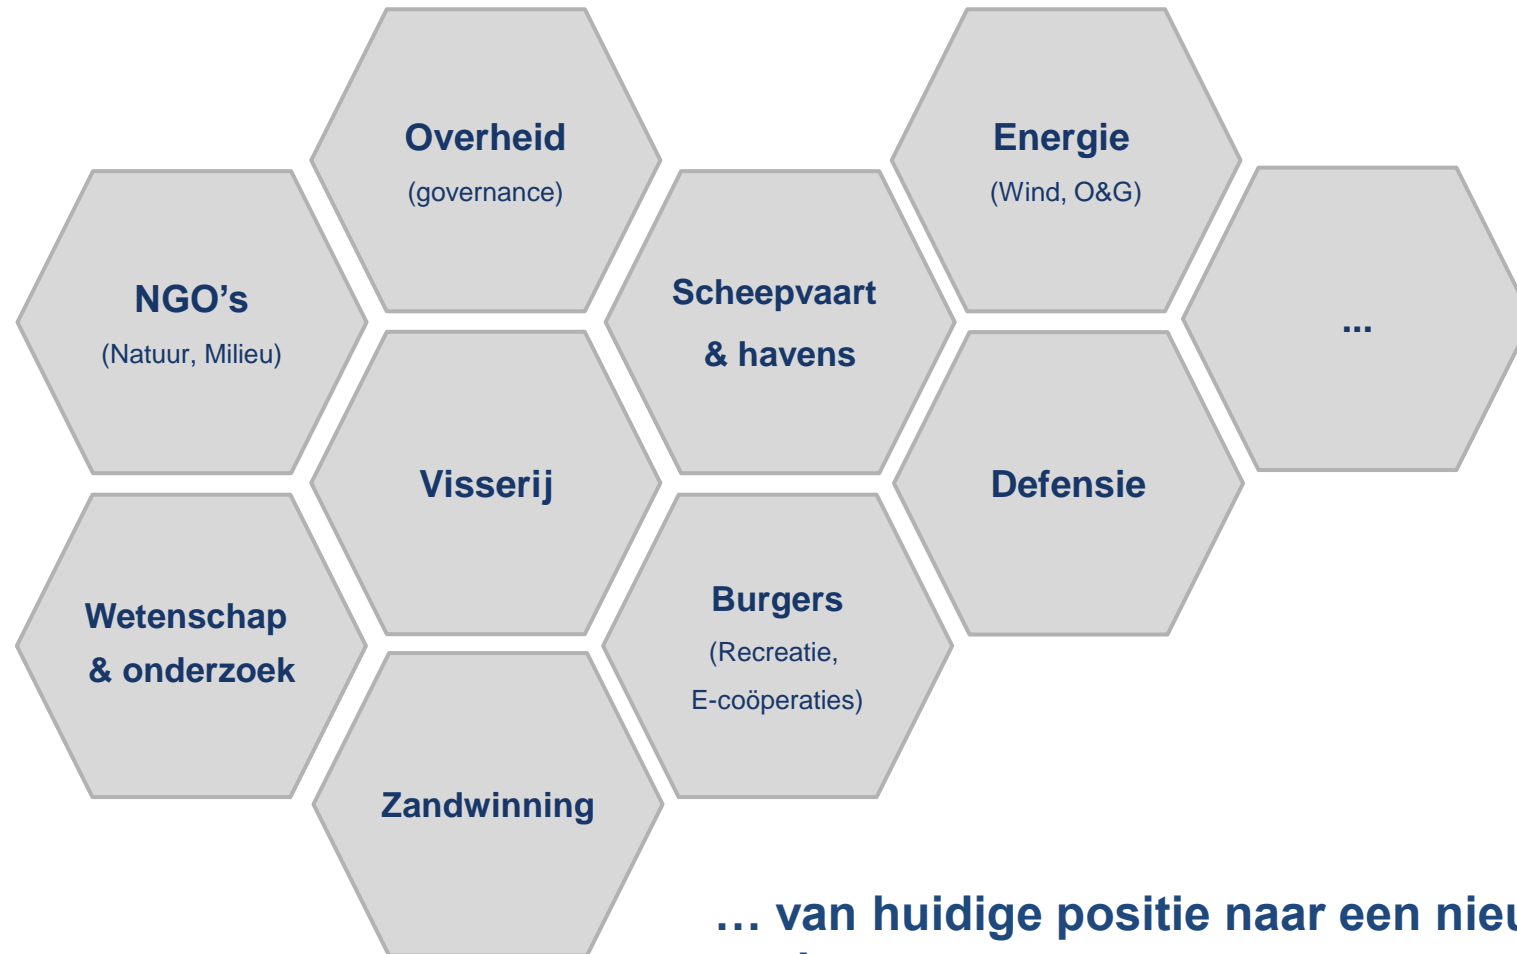 Overheid
(governance)
Energie
(Wind, O&G)
NGO’s
(Natuur, Milieu)
Scheepvaart
& havens
...
Visserij
Defensie
Wetenschap
& onderzoek
Burgers
(Recreatie,
E-coöperaties)
Zandwinning
… van huidige positie naar een